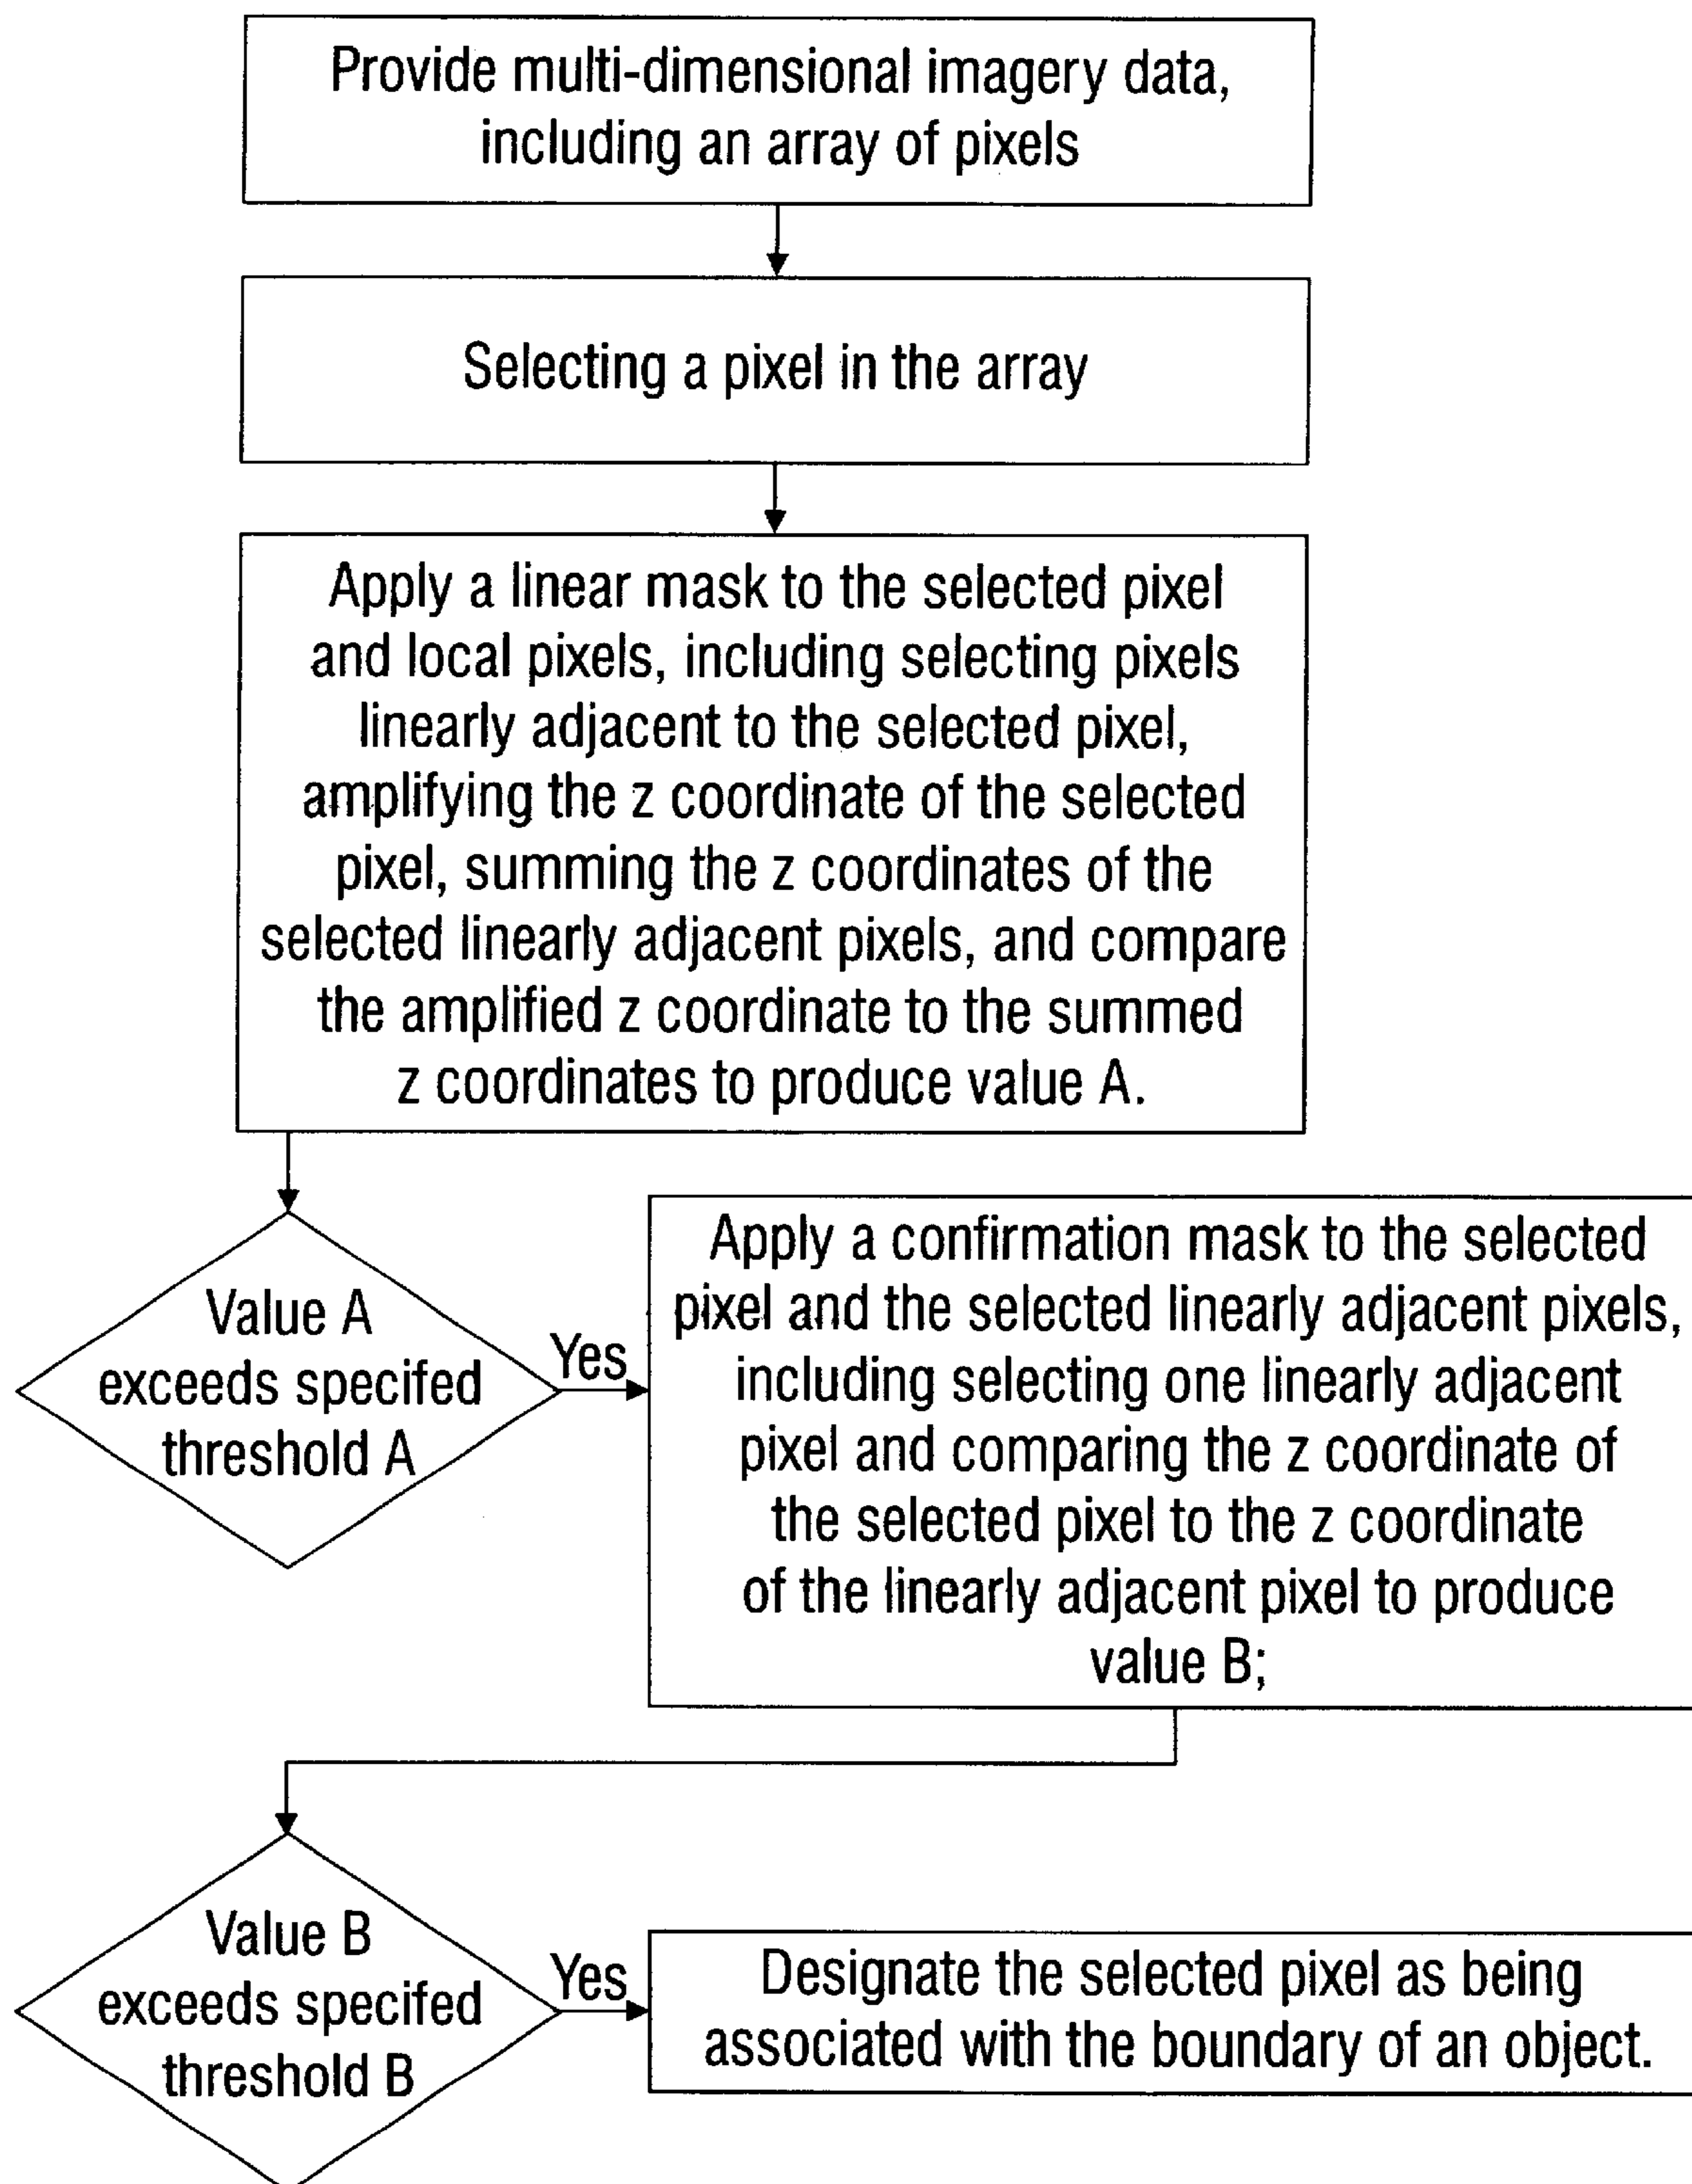 Provide multi-dimensional imagery data,
including an array of pixels
Selecting a pixel in the array
Apply a linear mask to the selected pixel
and local pixels, including selecting pixels
linearly adjacent to the selected pixel,
amplifying the z coordinate of the selected
pixel, summing the z coordinates of the
selected linearly adjacent pixels, and compare
the amplified z coordinate to the summed
z coordinates to produce value A.
Value A
exceeds specifed
threshold A
Yes
Apply a confirmation mask to the selected
pixel and the selected linearly adjacent pixels,
including selecting one linearly adjacent
pixel and comparing the z coordinate of
the selected pixel to the z coordinate
of the linearly adjacent pixel to produce
value B;
Value B
exceeds specifed
threshold B
Yes
Designate the selected pixel as being
associated with the boundary of an object.